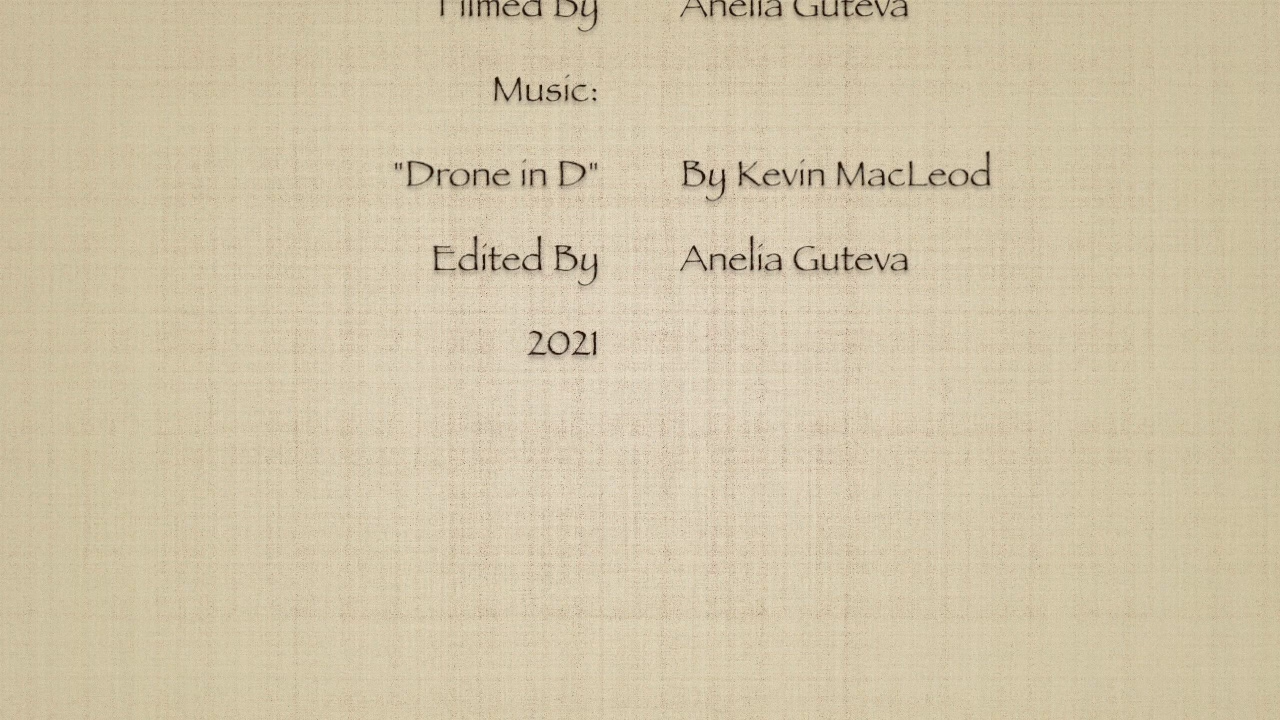 Filmed By Anelia Guteva
Music:
"Drone in D" By Kevin MacLeod
Edited By Anelia Guteva
2021